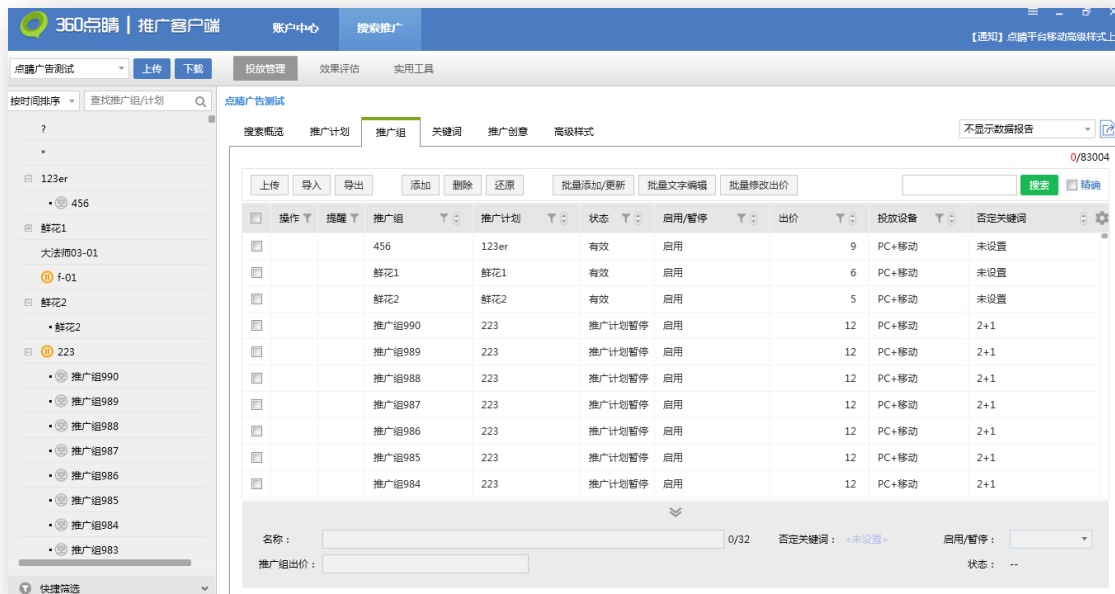 360点睛 | 推广客户端 账户中心 搜索推广
【通知】点睛平台移动高级样式上
点睛广告测试 上传 下载 投放管理 效果评估 实用工具
按时间排序 查找推广组/计划 点睛广告测试
搜索概览 推广计划 推广组 关键词 推广创意 高级样式 不显示数据报告
0/83004
上传 导入 导出 添加 删除 还原 批量添加/更新 批量文字编辑 批量修改出价 搜索 精确
操作 提醒 推广组 推广计划 状态 启用/暂停 出价 投放设备 否定关键词
456 123er 有效 启用 9 PC+移动 未设置
鲜花1 鲜花1 有效 启用 6 PC+移动 未设置
鲜花2 鲜花2 有效 启用 5 PC+移动 未设置
推广组990 223 推广计划暂停 启用 12 PC+移动 2+1
推广组989 223 推广计划暂停 启用 12 PC+移动 2+1
推广组988 223 推广计划暂停 启用 12 PC+移动 2+1
推广组987 223 推广计划暂停 启用 12 PC+移动 2+1
推广组986 223 推广计划暂停 启用 12 PC+移动 2+1
推广组985 223 推广计划暂停 启用 12 PC+移动 2+1
推广组984 223 推广计划暂停 启用 12 PC+移动 2+1
名称： 0/32 否定关键词： <未设置> 启用/暂停：
推广组出价： 状态： --
?
"
123er
456
鲜花1
大法师03-01
f-01
鲜花2
鲜花2
223
推广组990
推广组989
推广组988
推广组987
推广组986
推广组985
推广组984
推广组983
快捷筛选